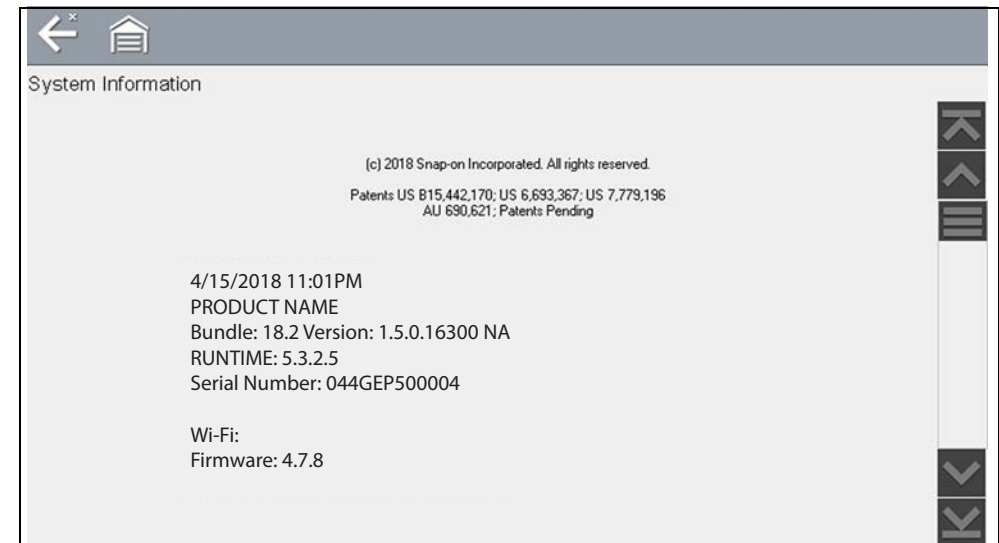 System Information
(c) 2018 Snap-on Incorporated. All rights reserved.
Patents US B15,442,170; US 6,693,367; US 7,779,196
AU 690,621; Patents Pending
4/15/2018 11:01PM
PRODUCT NAME
Bundle: 18.2 Version: 1.5.0.16300 NA
RUNTIME: 5.3.2.5
Serial Number: 044GEP500004
Wi-Fi:
Firmware: 4.7.8